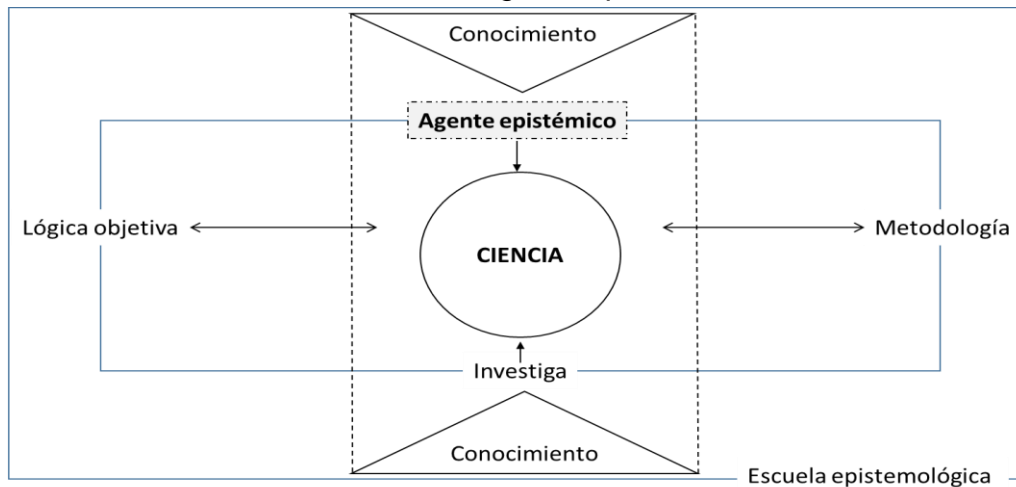 Conocimiento
Agente epistémico
Lógica objetiva
CIENCIA
Metodología
Investiga
Conocimiento
Escuela epistemológica